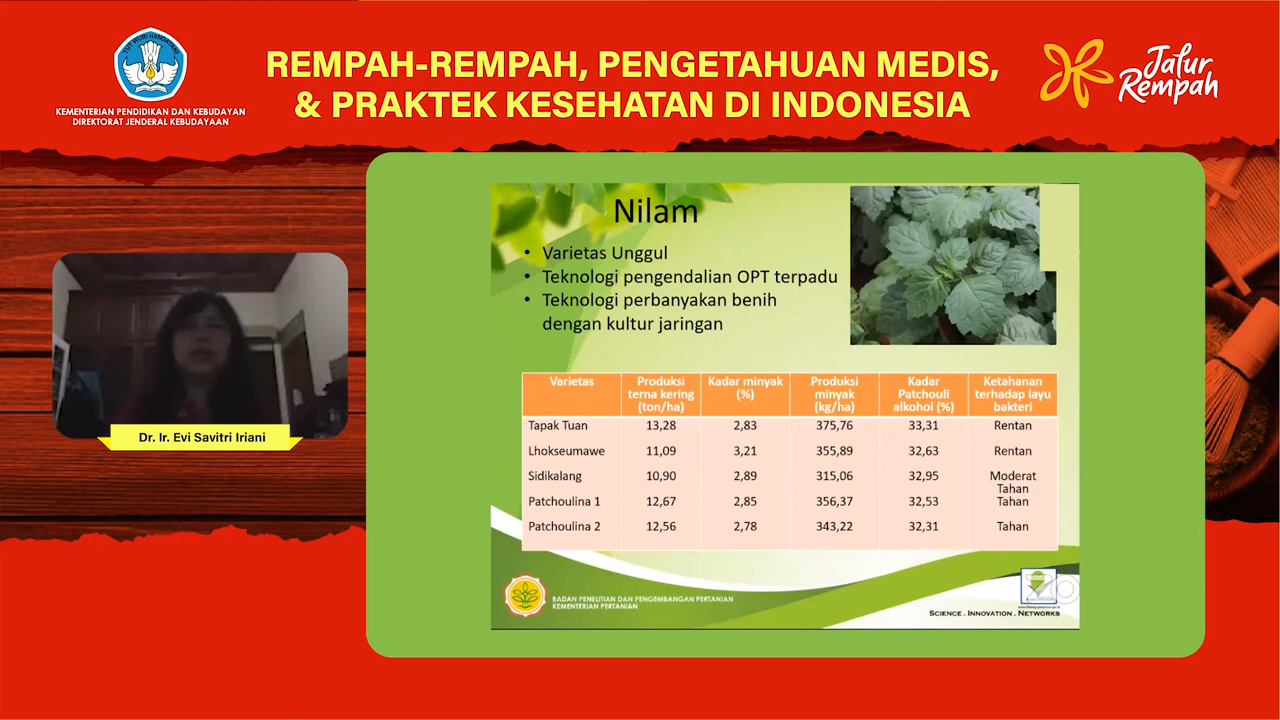 TUT WURI HANDAYANI
KEMENTERIAN PENDIDIKAN DAN KEBUDAYAN
DIREKTORAT JENDERAL KEBUDAYAAN
REMPAH-REMPAH, PENGETAHUAN MEDIS,
& PRAKTEK KESEHATAN DI INDONESIA
Jalur
Rempah
Dr. Ir. Evi Savitri Iriani
Nilam
• Varietas Unggul
• Teknologi pengendalian OPT terpadu
• Teknologi perbanyakan benih
dengan kultur jaringan
Varietas Produksi terna kering (ton/ha) Kadar minyak (%) Produksi minyak (kg/ha) Kadar Patchouli alkohol (%) Ketahanan terhadap layu bakteri
Tapak Tuan 13,28 2,83 375,76 33,31 Rentan
Lhokseumawe 11,09 3,21 355,89 32,63 Rentan
Sidikalang 10,90 2,89 315,06 32,95 Moderat Tahan
Patchoulina 1 12,67 2,85 356,37 32,53 Tahan
Patchoulina 2 12,56 2,78 343,22 32,31 Tahan
BADAN PENELITIAN DAN PENGEMBANGAN PERTANIAN
KEMENTERIAN PERTANIAN
SCIENCE . INNOVATION . NETWORKS